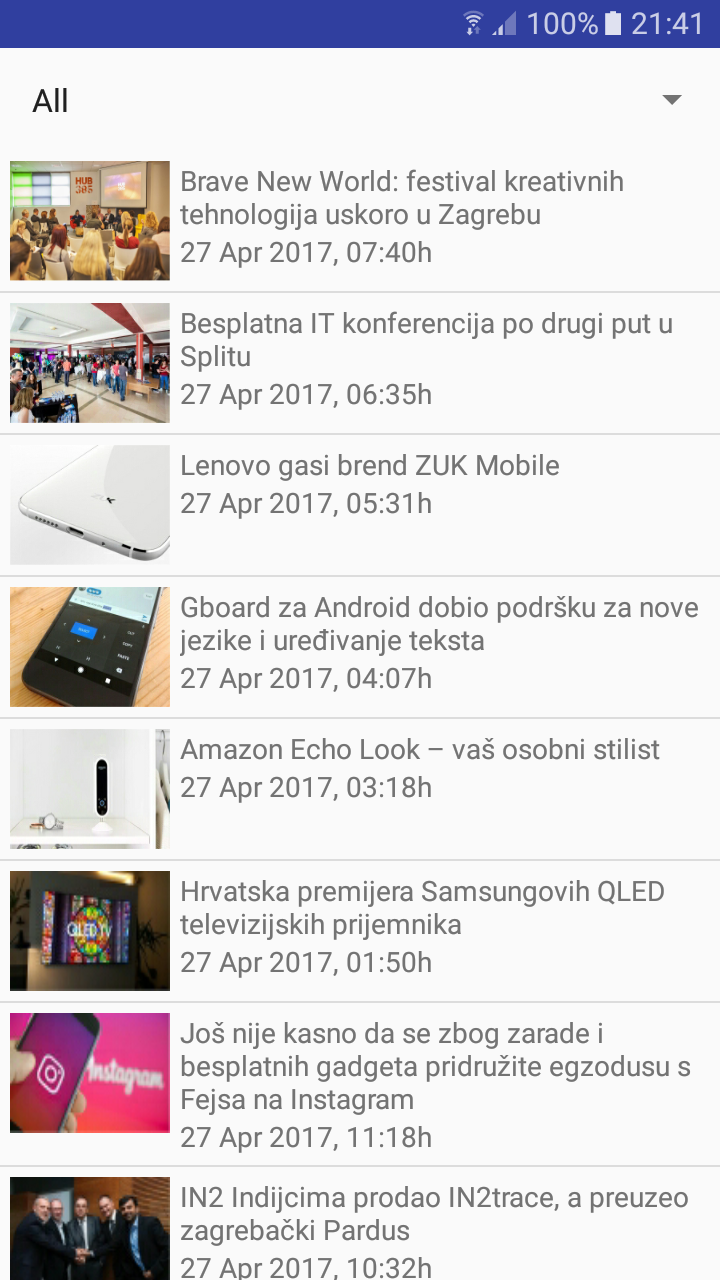 100% 21:41
All
HUB
385
Brave New World: festival kreativnih
tehnologija uskoro u Zagrebu
27 Apr 2017, 07:40h
Besplatna IT konferencija po drugi put u
Splitu
27 Apr 2017, 06:35h
Lenovo gasi brend ZUK Mobile
27 Apr 2017, 05:31h
Gboard za Android dobio podršku za nove
jezike i uređivanje teksta
27 Apr 2017, 04:07h
Amazon Echo Look – vaš osobni stilist
27 Apr 2017, 03:18h
QLED TV
Hrvatska premijera Samsungovih QLED
televizijskih prijemnika
27 Apr 2017, 01:50h
Instagram
Još nije kasno da se zbog zarade i
besplatnih gadgeta pridružite egzodusu s
Fejsa na Instagram
27 Apr 2017, 11:18h
IN2 Indijcima prodao IN2trace, a preuzeo
zagrebački Pardus
27 Apr 2017, 10:32h